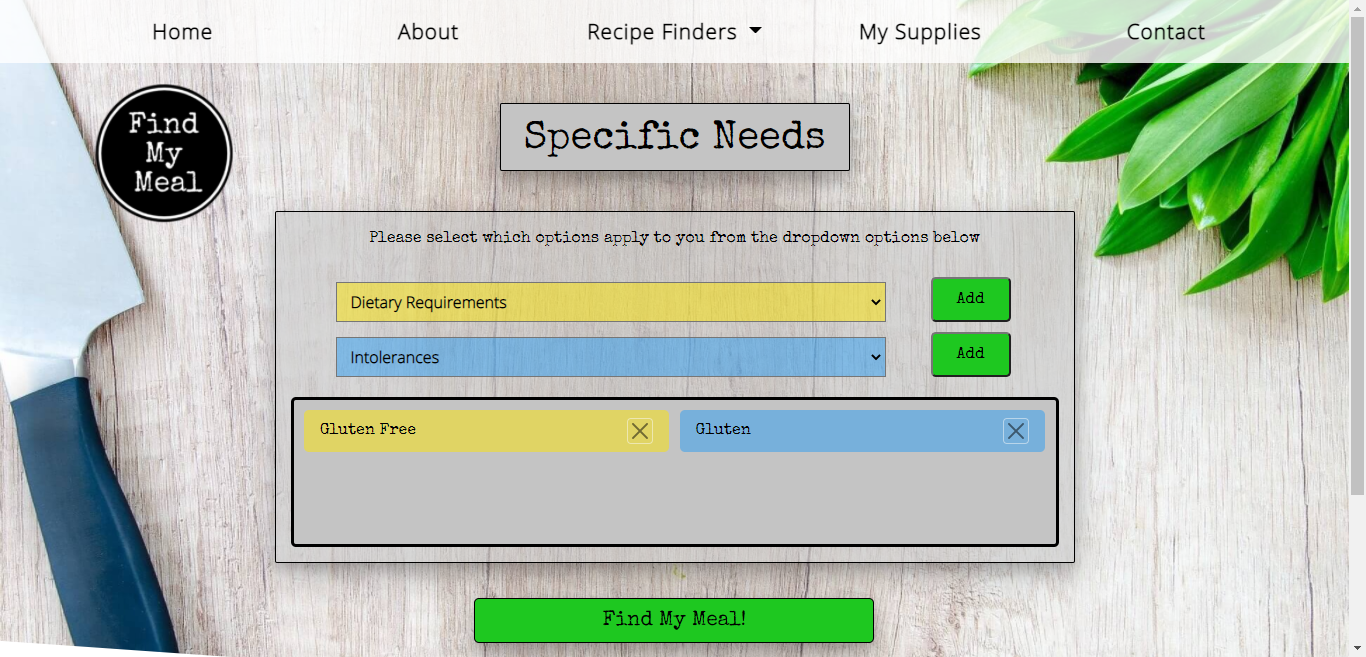 Home About Recipe Finders My Supplies Contact
Find
My
Meal
Specific Needs
Please select which options apply to you from the dropdown options below
Dietary Requirements Add
Intolerances Add
Gluten Free Gluten
Find My Meal!